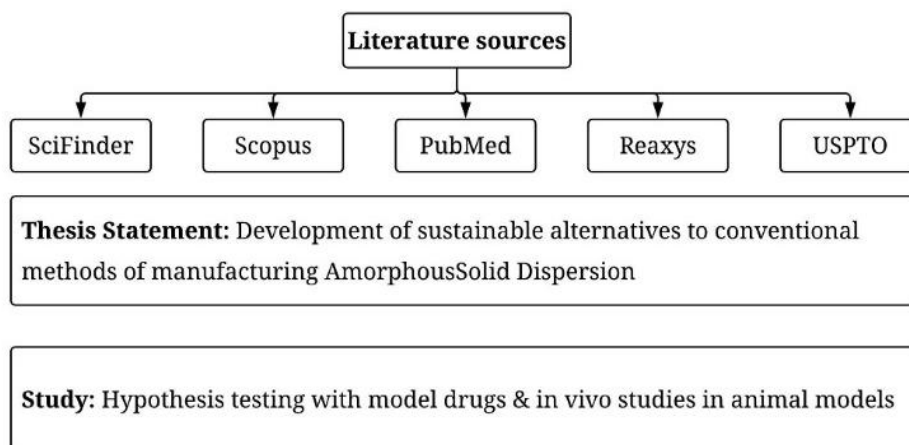 Literature sources
SciFinder
Scopus
PubMed
Reaxys
USPTO
Thesis Statement: Development of sustainable alternatives to conventional
methods of manufacturing AmorphousSolid Dispersion
Study: Hypothesis testing with model drugs & in vivo studies in animal models